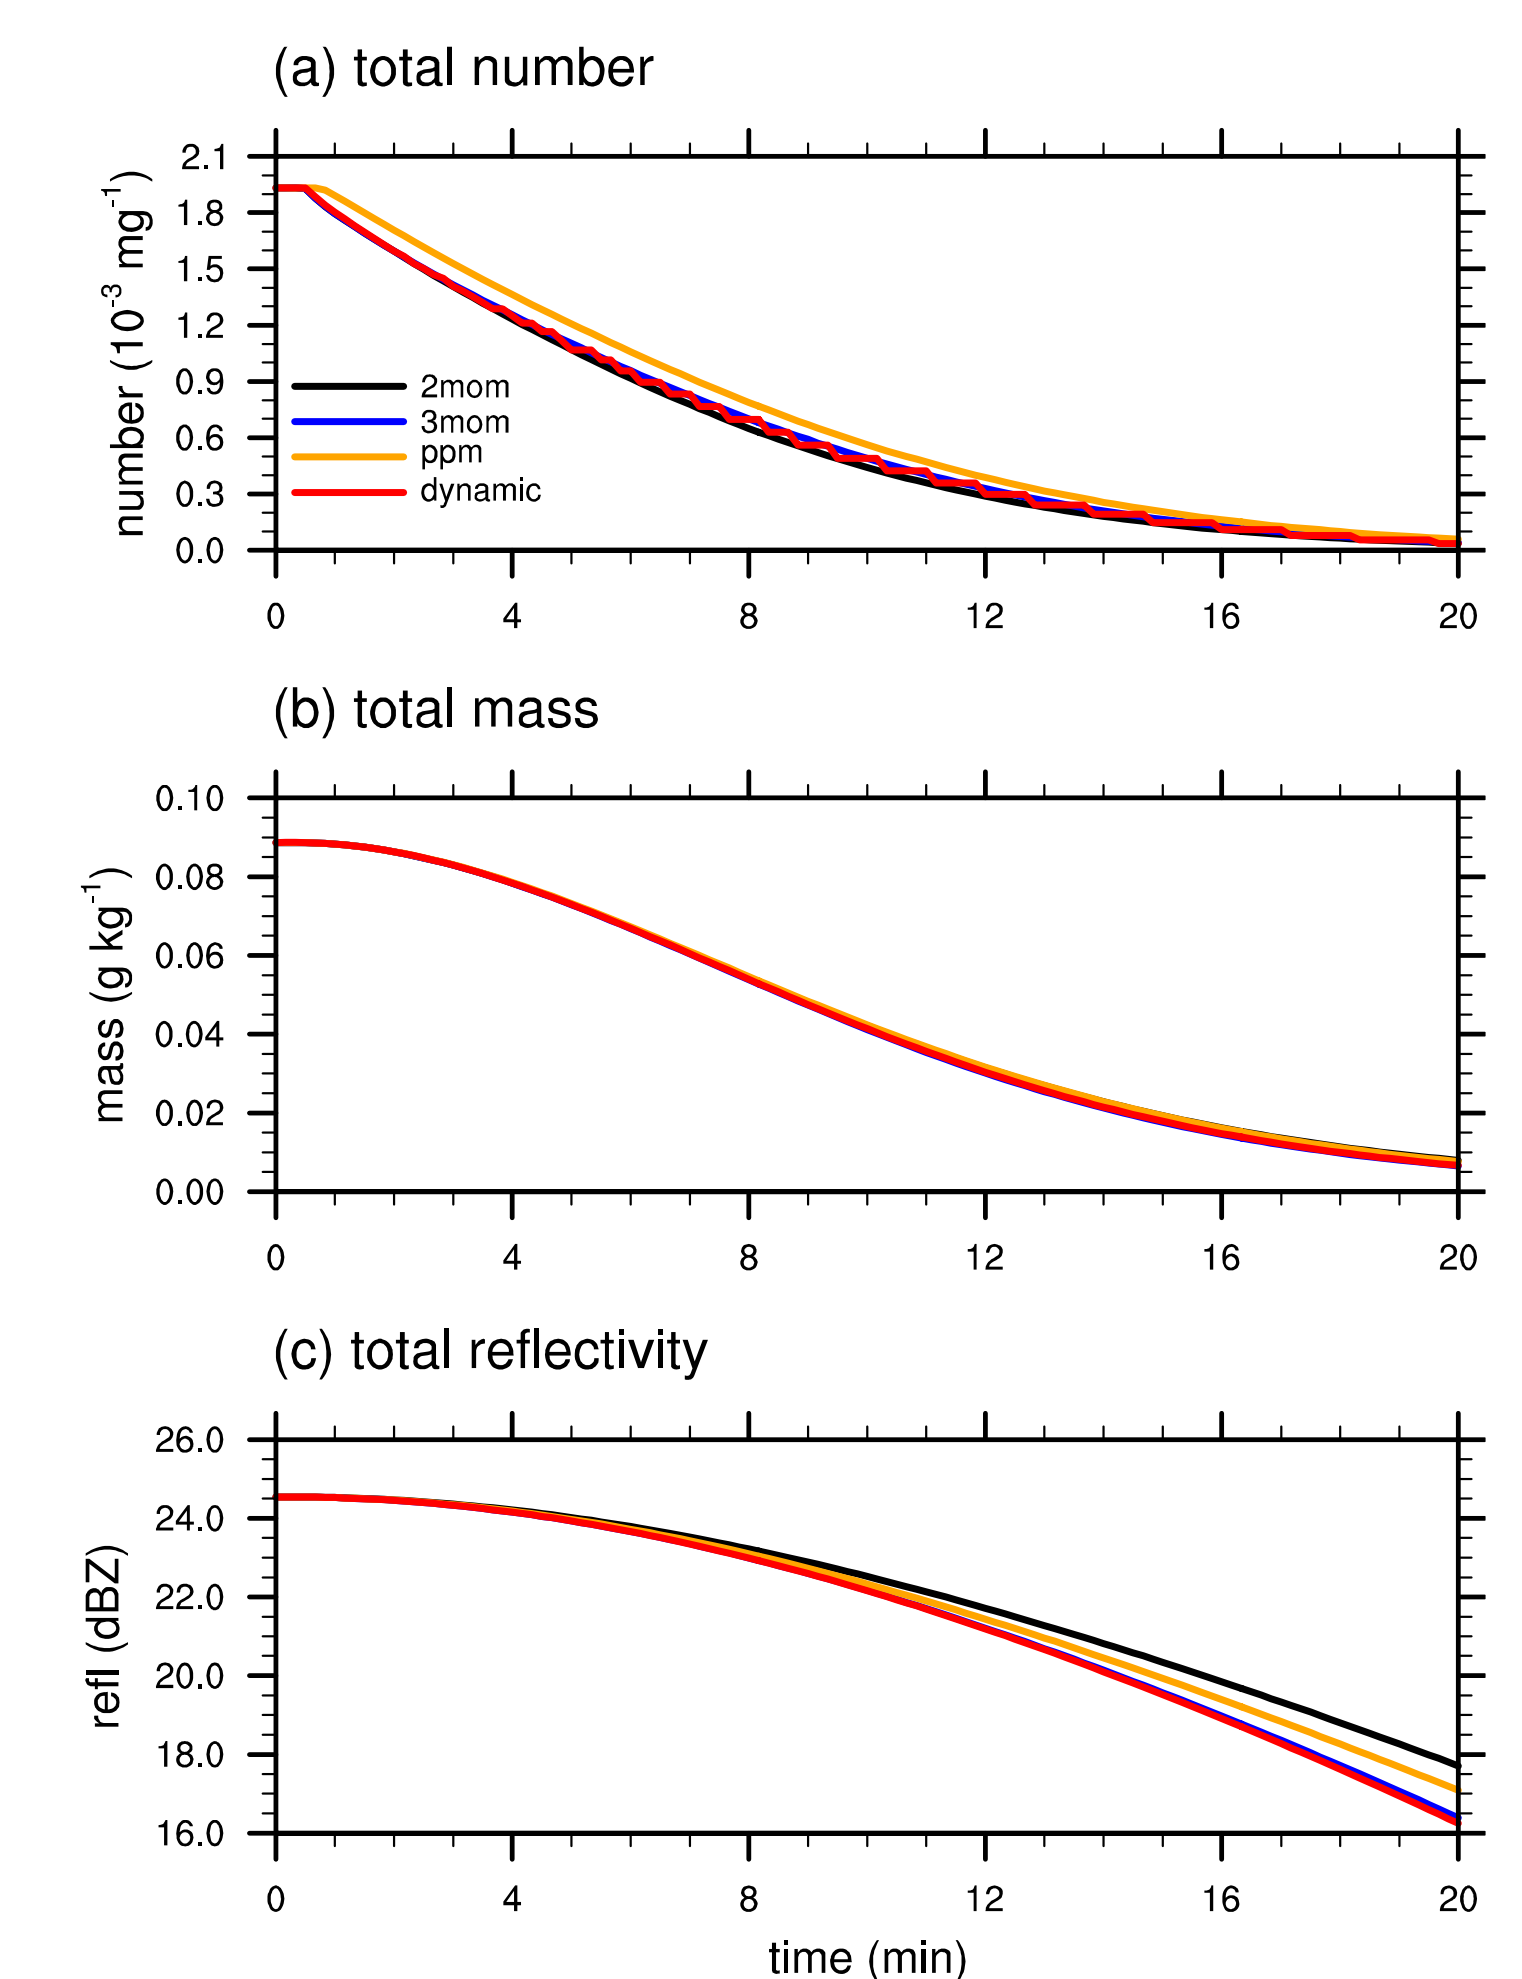 (a) total number
2.1
1.8
1.5
1.2
0.9
0.6
0.3
0.0
number (10⁻³ mg⁻¹)
2mom
3mom
ppm
dynamic
0 4 8 12 16 20
(b) total mass
0.10
0.08
0.06
0.04
0.02
0.00
mass (g kg⁻¹)
0 4 8 12 16 20
(c) total reflectivity
26.0
24.0
22.0
20.0
18.0
16.0
refl (dBZ)
0 4 8 12 16 20
time (min)